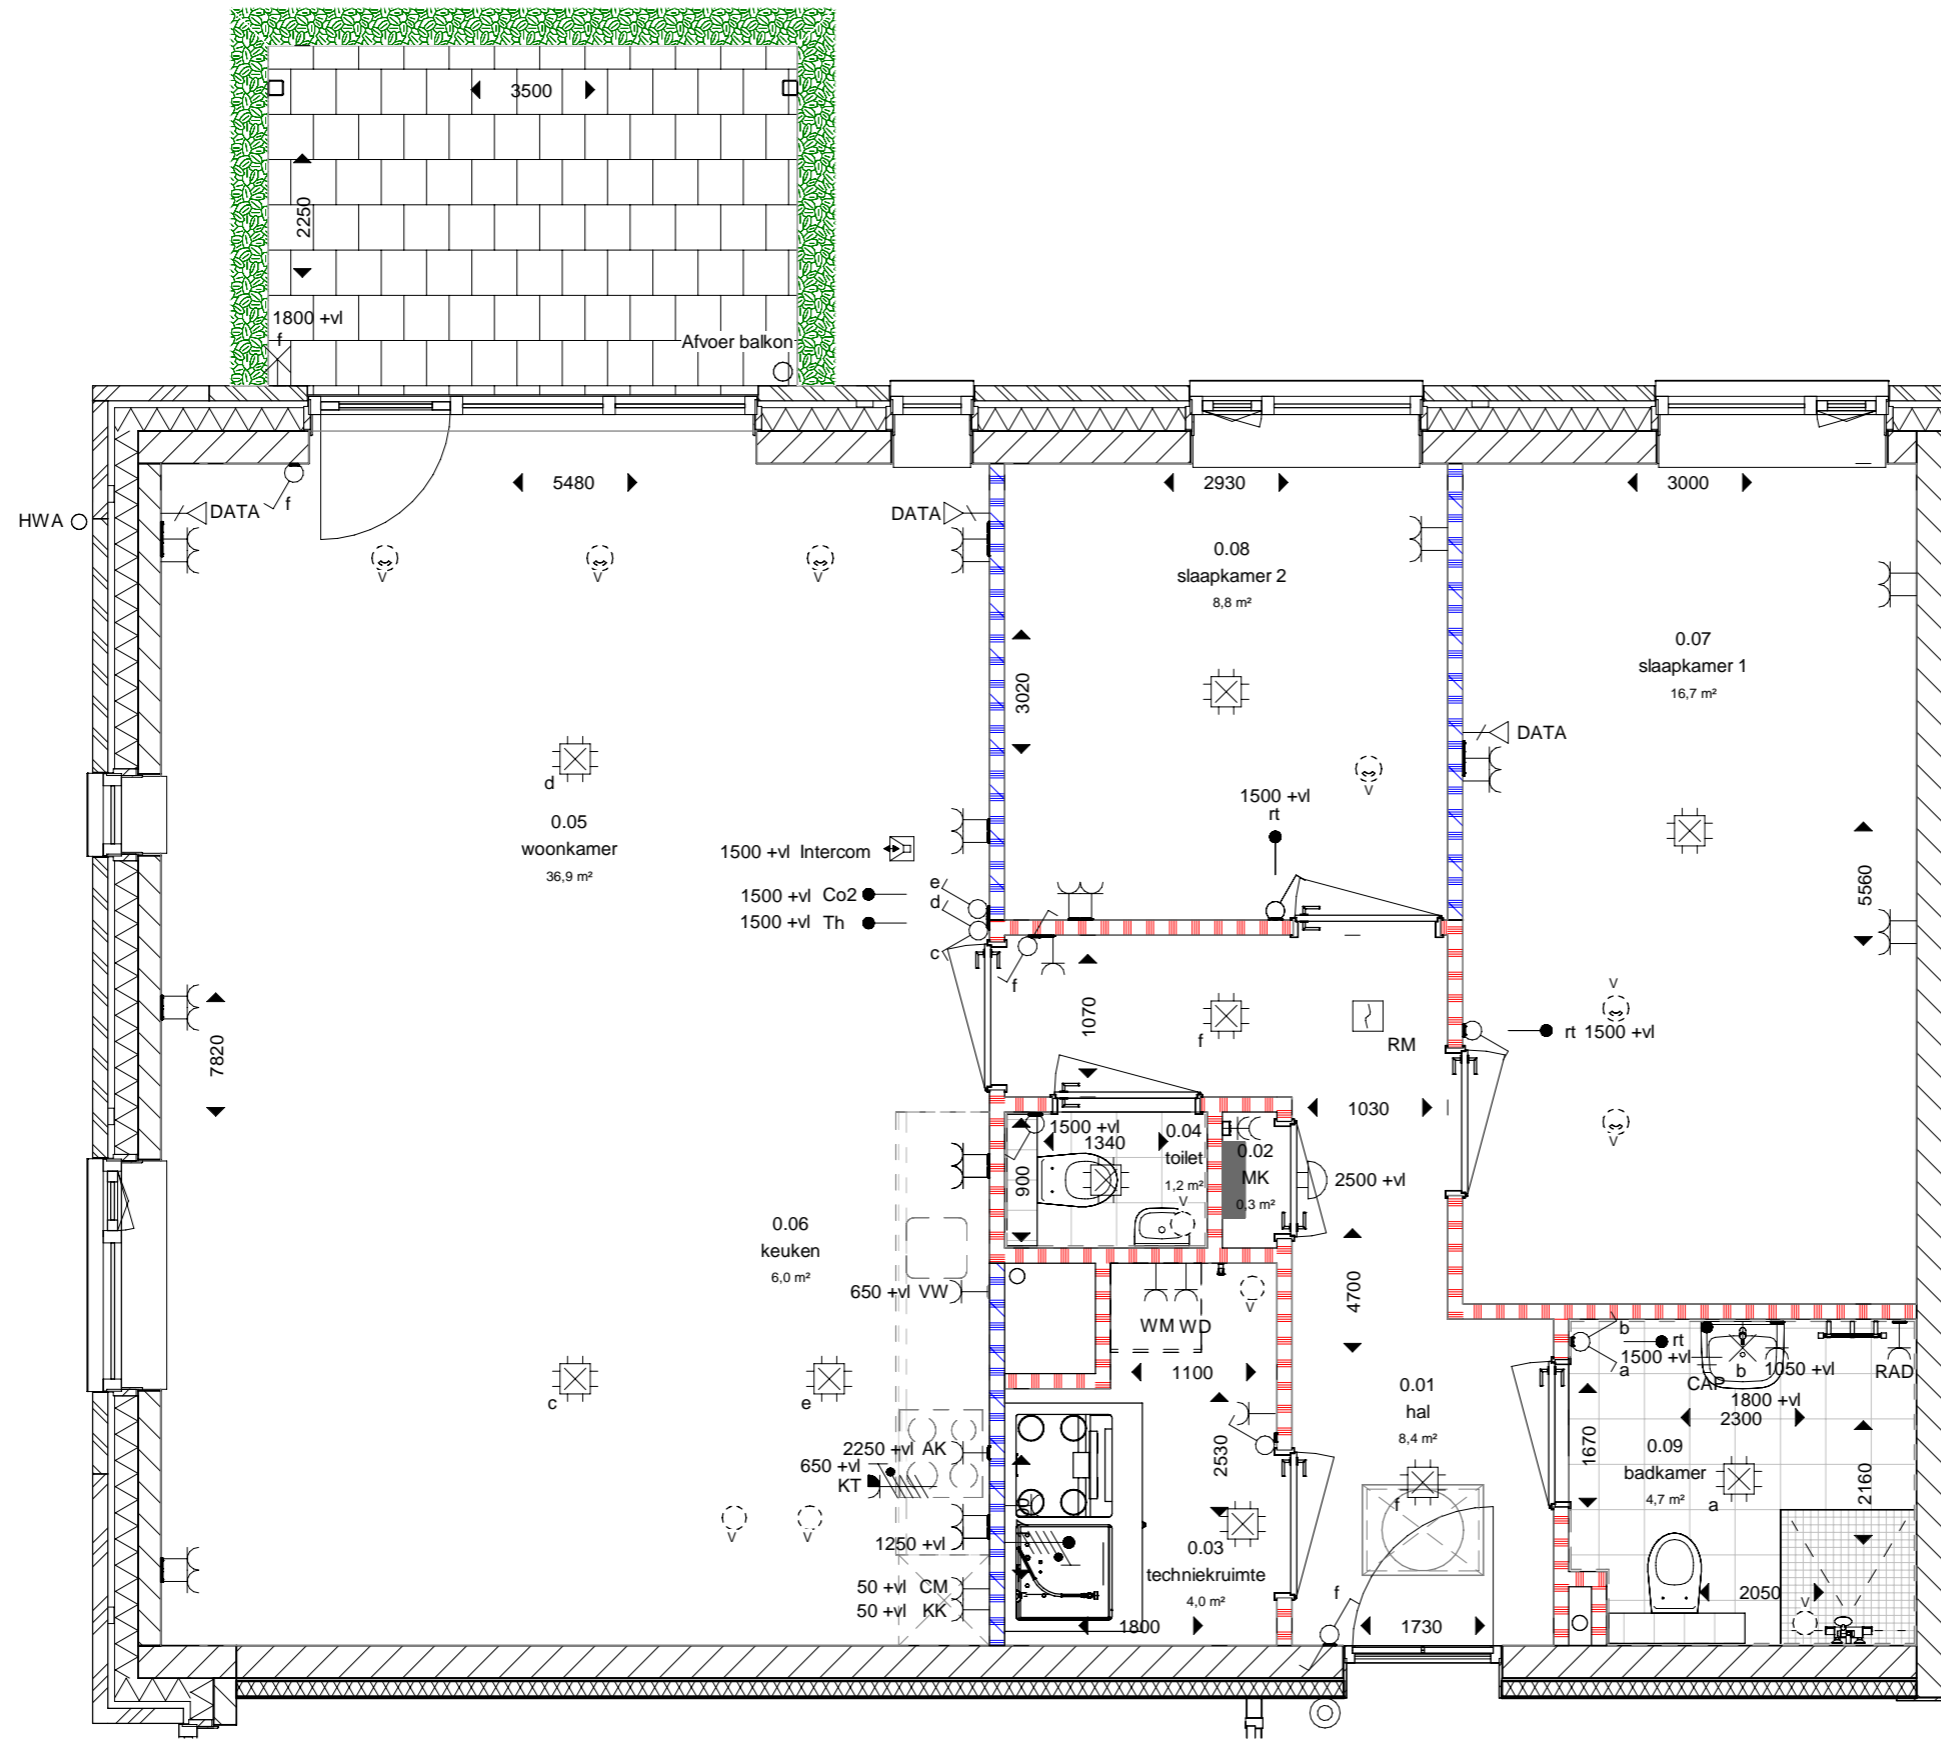 3500
2250
1800 +vl
f
Afvoer balkon
5480
2930
3000
HWA
DATA
f
DATA
V
V
V
0.08
slaapkamer 2
8,8 m²
0.07
slaapkamer 1
16,7 m²
3020
DATA
d
0.05
woonkamer
36,9 m²
V
1500 +vl
rt
1500 +vl Intercom
1500 +vl Co2
1500 +vl Th
e
d
c
5560
f
1070
f
RM
V
rt 1500 +vl
7820
1030
V
1500 +vl
1340
900
0.04
toilet
1,2 m²
V
0.02
MK
0,3 m²
2500 +vl
0.06
keuken
6,0 m²
650 +vl VW
V
WM WD
4700
1100
c
e
0.01
hal
8,4 m²
b
a
rt
1500 +vl
CAP
b
1050 +vl
1800 +vl
RAD
2300
1670
2160
0.09
badkamer
4,7 m²
a
2250 +vl AK
650 +vl
KT
2530
f
V
V
1250 +vl
0.03
techniekruimte
4,0 m²
50 +vl CM
50 +vl KK
1800
f
1730
2050
V